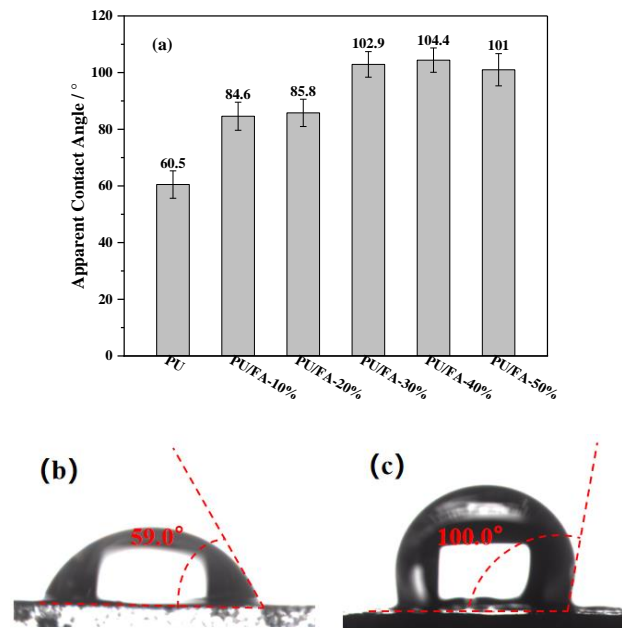 120
(a)
102.9
104.4
101
100
84.6
85.8
80
60.5
60
40
20
0
Apparent Contact Angle / °
PU
PU/FA-10%
PU/FA-20%
PU/FA-30%
PU/FA-40%
PU/FA-50%
(b)
59.0°
(c)
100.0°